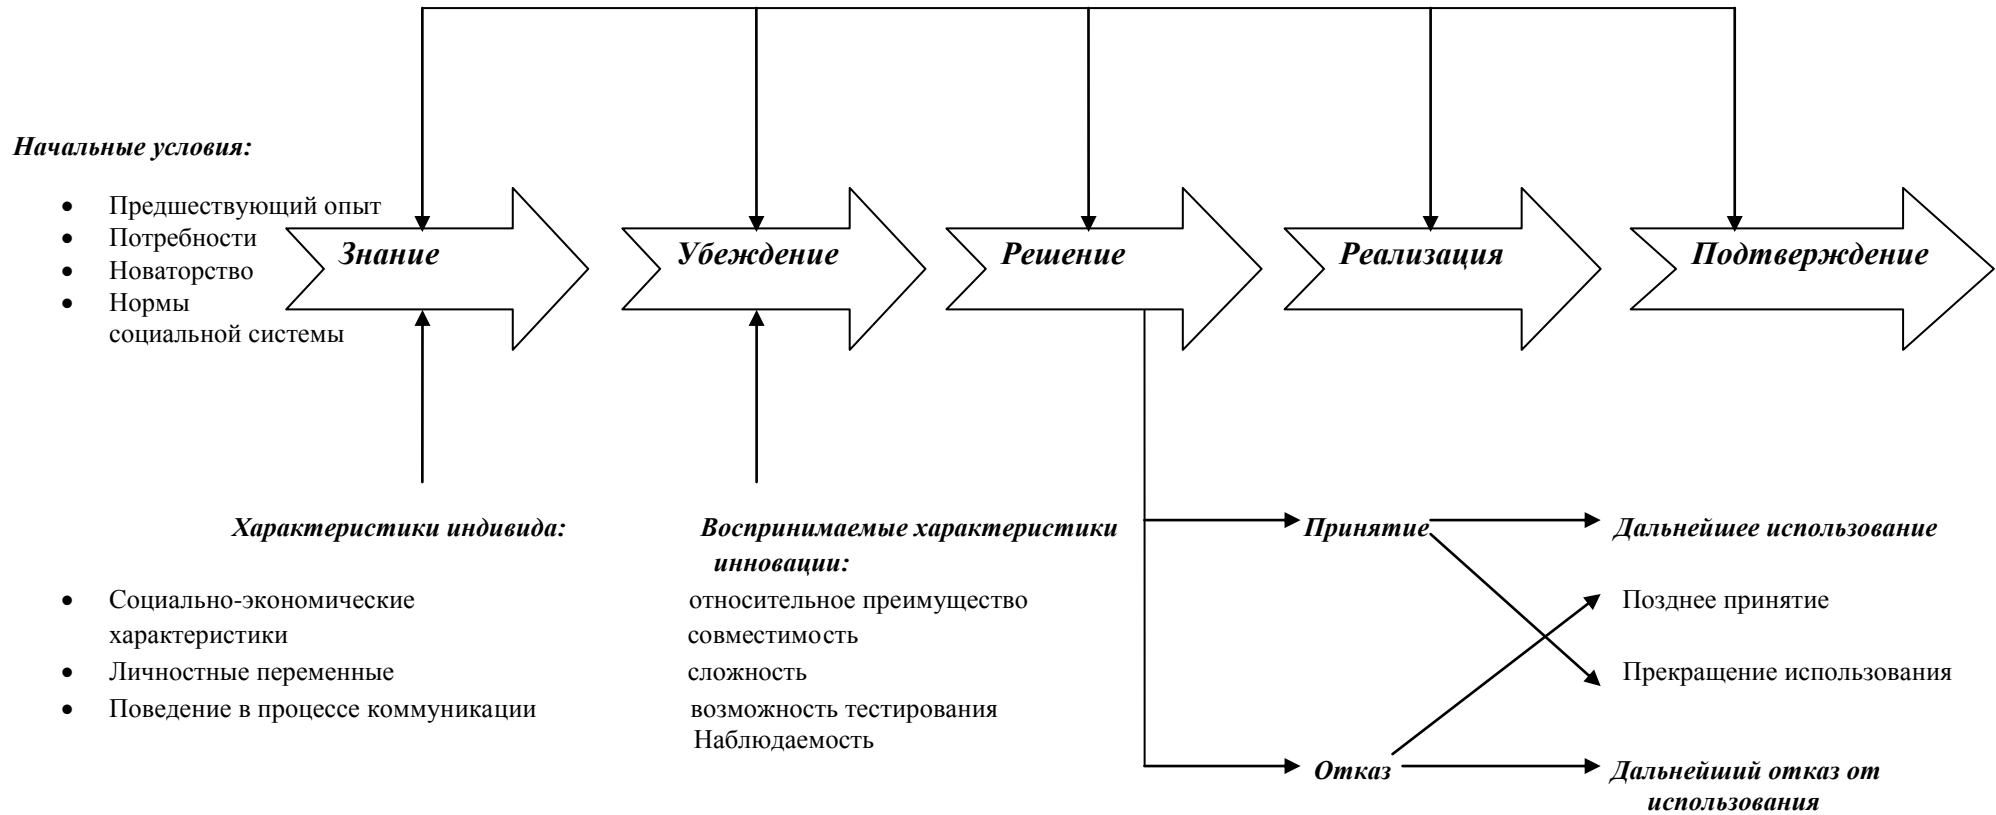 Начальные условия:
• Предшествующий опыт
• Потребности
• Новаторство
• Нормы
социальной системы
Знание
Убеждение
Решение
Реализация
Подтверждение
Характеристики индивида:
• Социально-экономические
характеристики
• Личностные переменные
• Поведение в процессе коммуникации
Воспринимаемые характеристики
инновации:
относительное преимущество
совместимость
сложность
возможность тестирования
Наблюдаемость
Принятие
Отказ
Дальнейшее использование
Позднее принятие
Прекращение использования
Дальнейший отказ от
использования